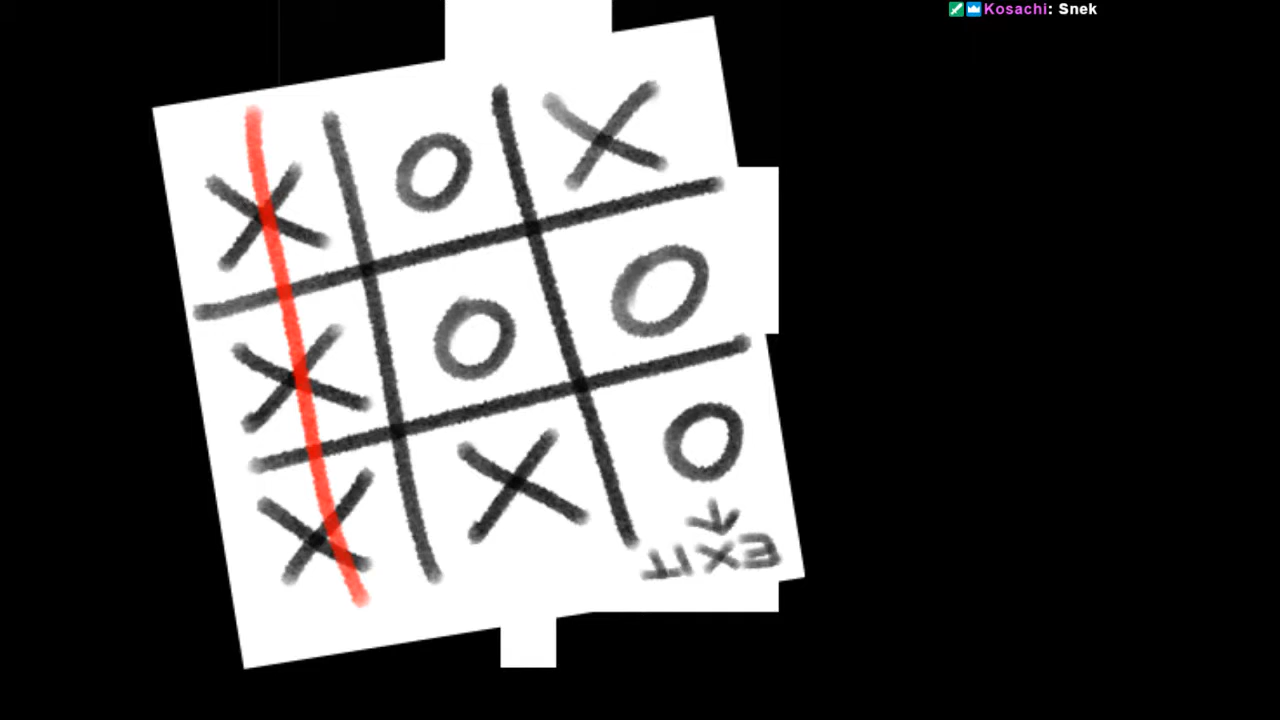 Kosachi: Snek
X O X
X O O
X X O
EXIT